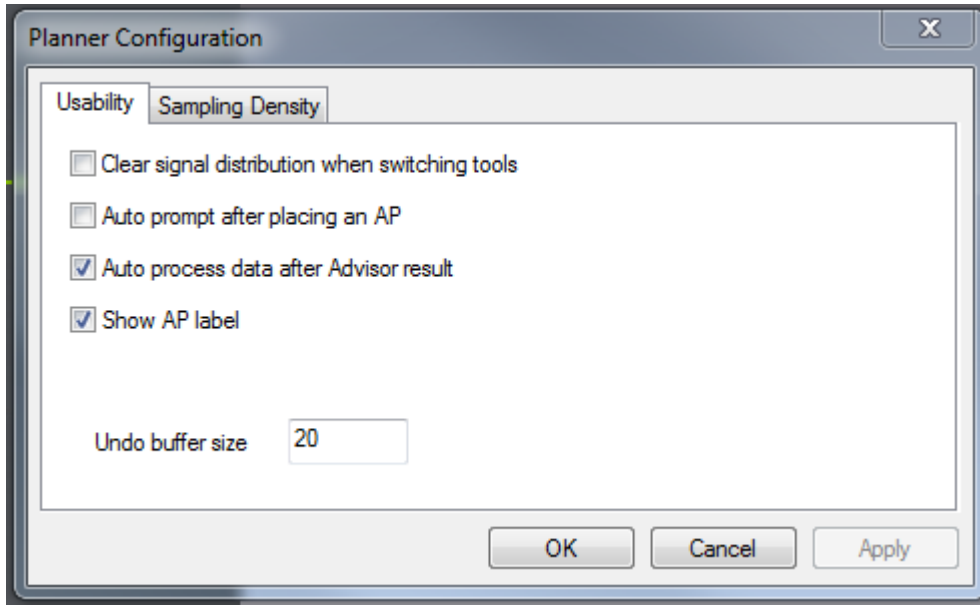 Planner Configuration
Usability
Sampling Density
Clear signal distribution when switching tools
Auto prompt after placing an AP
Auto process data after Advisor result
Show AP label
Undo buffer size 20
OK Cancel Apply